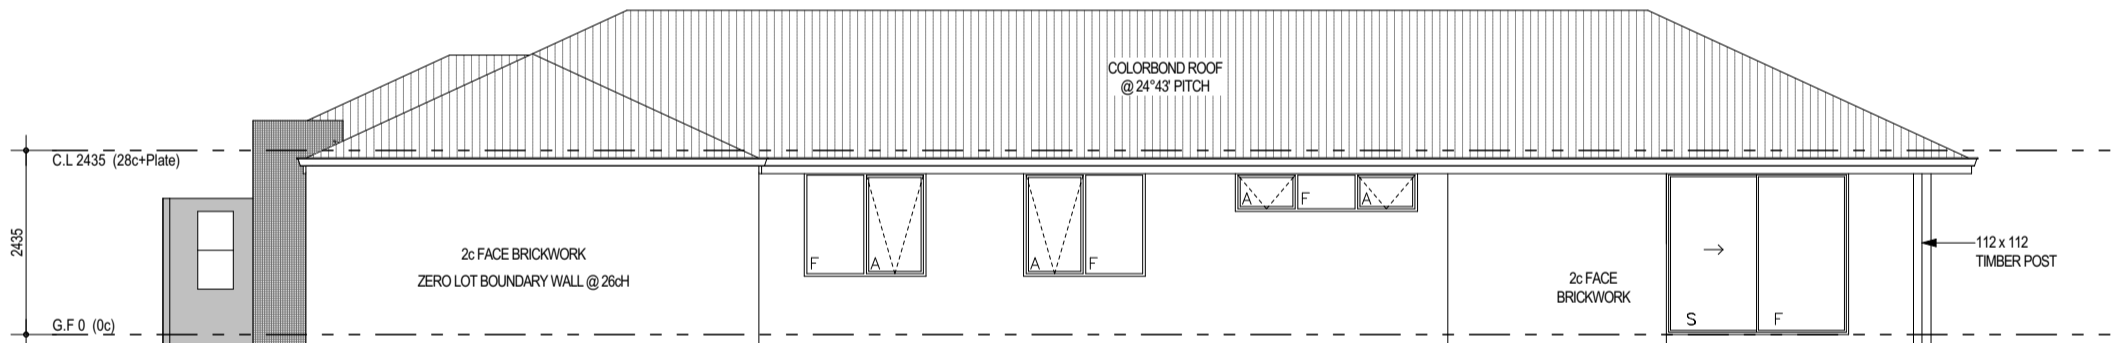 COLORBOND ROOF
@ 24°43' PITCH
C.L 2435 (28c+Plate)
2435
G.F 0 (0c)
2c FACE BRICKWORK
ZERO LOT BOUNDARY WALL @ 26cH
F
A
A
F
A
F
A
2c FACE
BRICKWORK
S
F
112 x 112
TIMBER POST